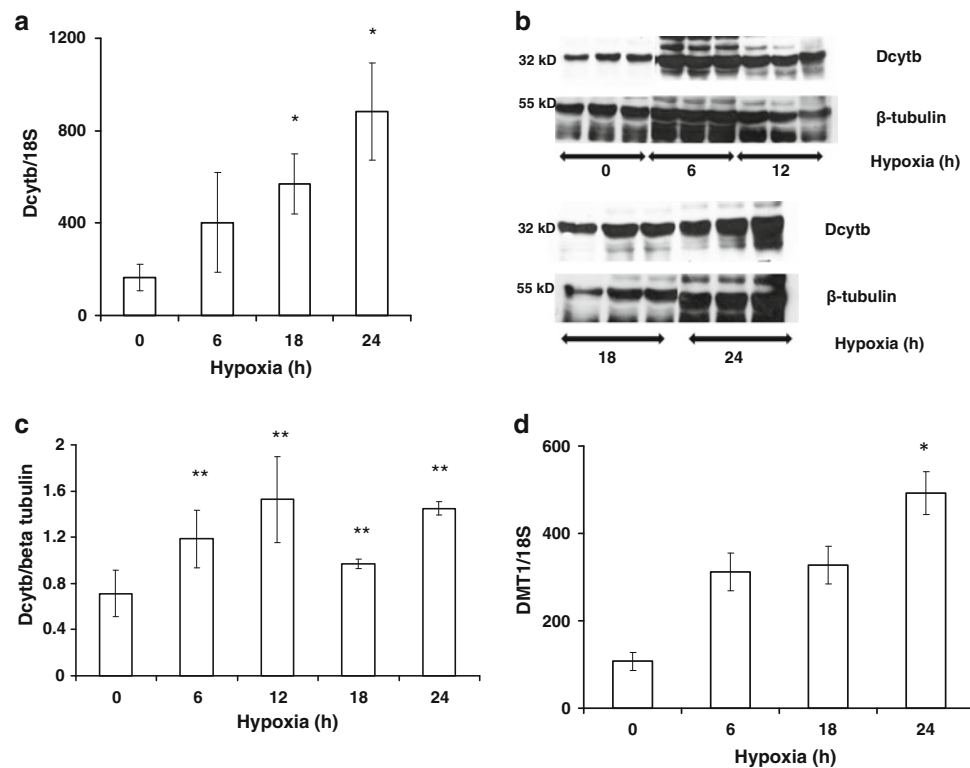 a
1200
800
400
0
Dcytb/18S
*
*
0 6 18 24
Hypoxia (h)
b
32 kD
Dcytb
55 kD
β-tubulin
Hypoxia (h)
0 6 12
32 kD
Dcytb
55 kD
β-tubulin
Hypoxia (h)
18 24
c
2
1.6
1.2
0.8
0.4
0
Dcytb/beta tubulin
**
**
**
**
0 6 12 18 24
Hypoxia (h)
d
600
400
200
0
DMT1/18S
*
0 6 18 24
Hypoxia (h)